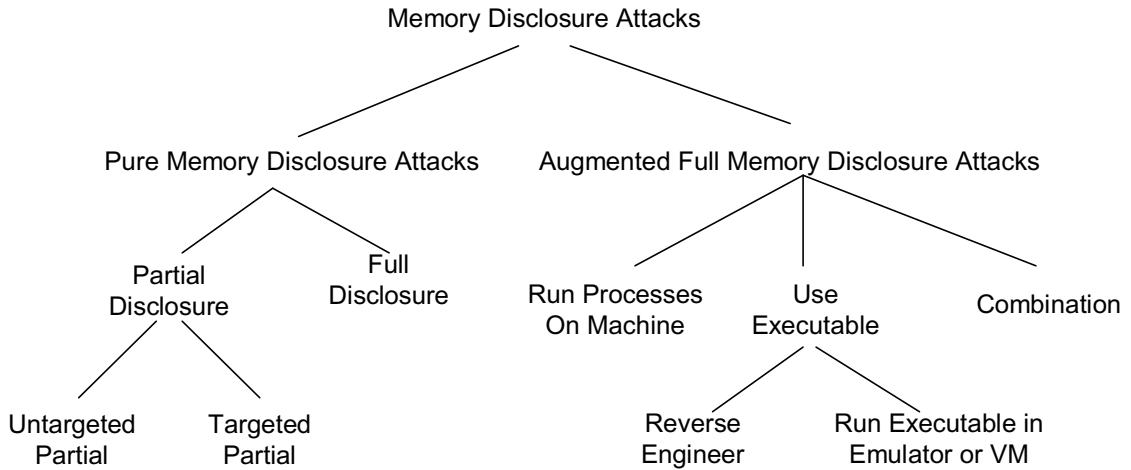 Memory Disclosure Attacks
Pure Memory Disclosure Attacks
Augmented Full Memory Disclosure Attacks
Partial
Disclosure
Full
Disclosure
Run Processes
On Machine
Use
Executable
Combination
Untargeted
Partial
Targeted
Partial
Reverse
Engineer
Run Executable in
Emulator or VM